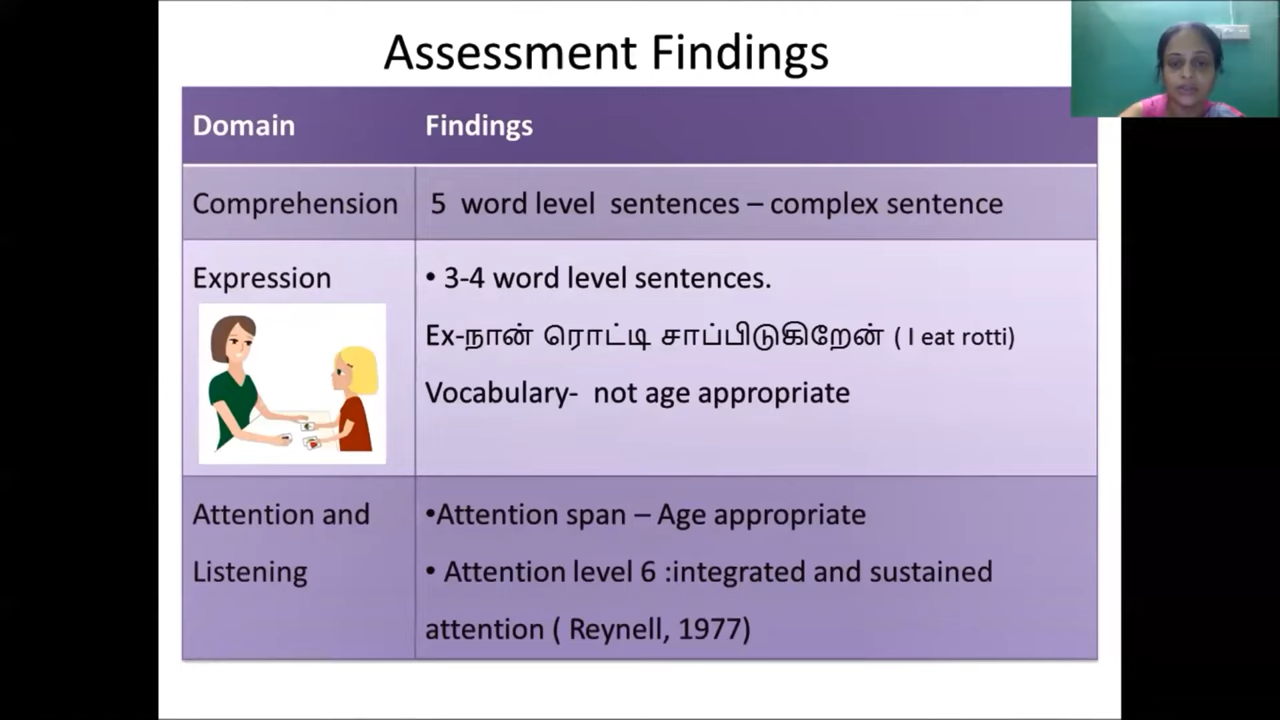 Assessment Findings
Domain Findings
Comprehension 5 word level sentences – complex sentence
Expression • 3-4 word level sentences.
Ex-நான் ரொட்டி சாப்பிடுகிறேன் ( I eat rotti)
Vocabulary- not age appropriate
Attention and •Attention span – Age appropriate
Listening • Attention level 6 :integrated and sustained
attention ( Reynell, 1977)